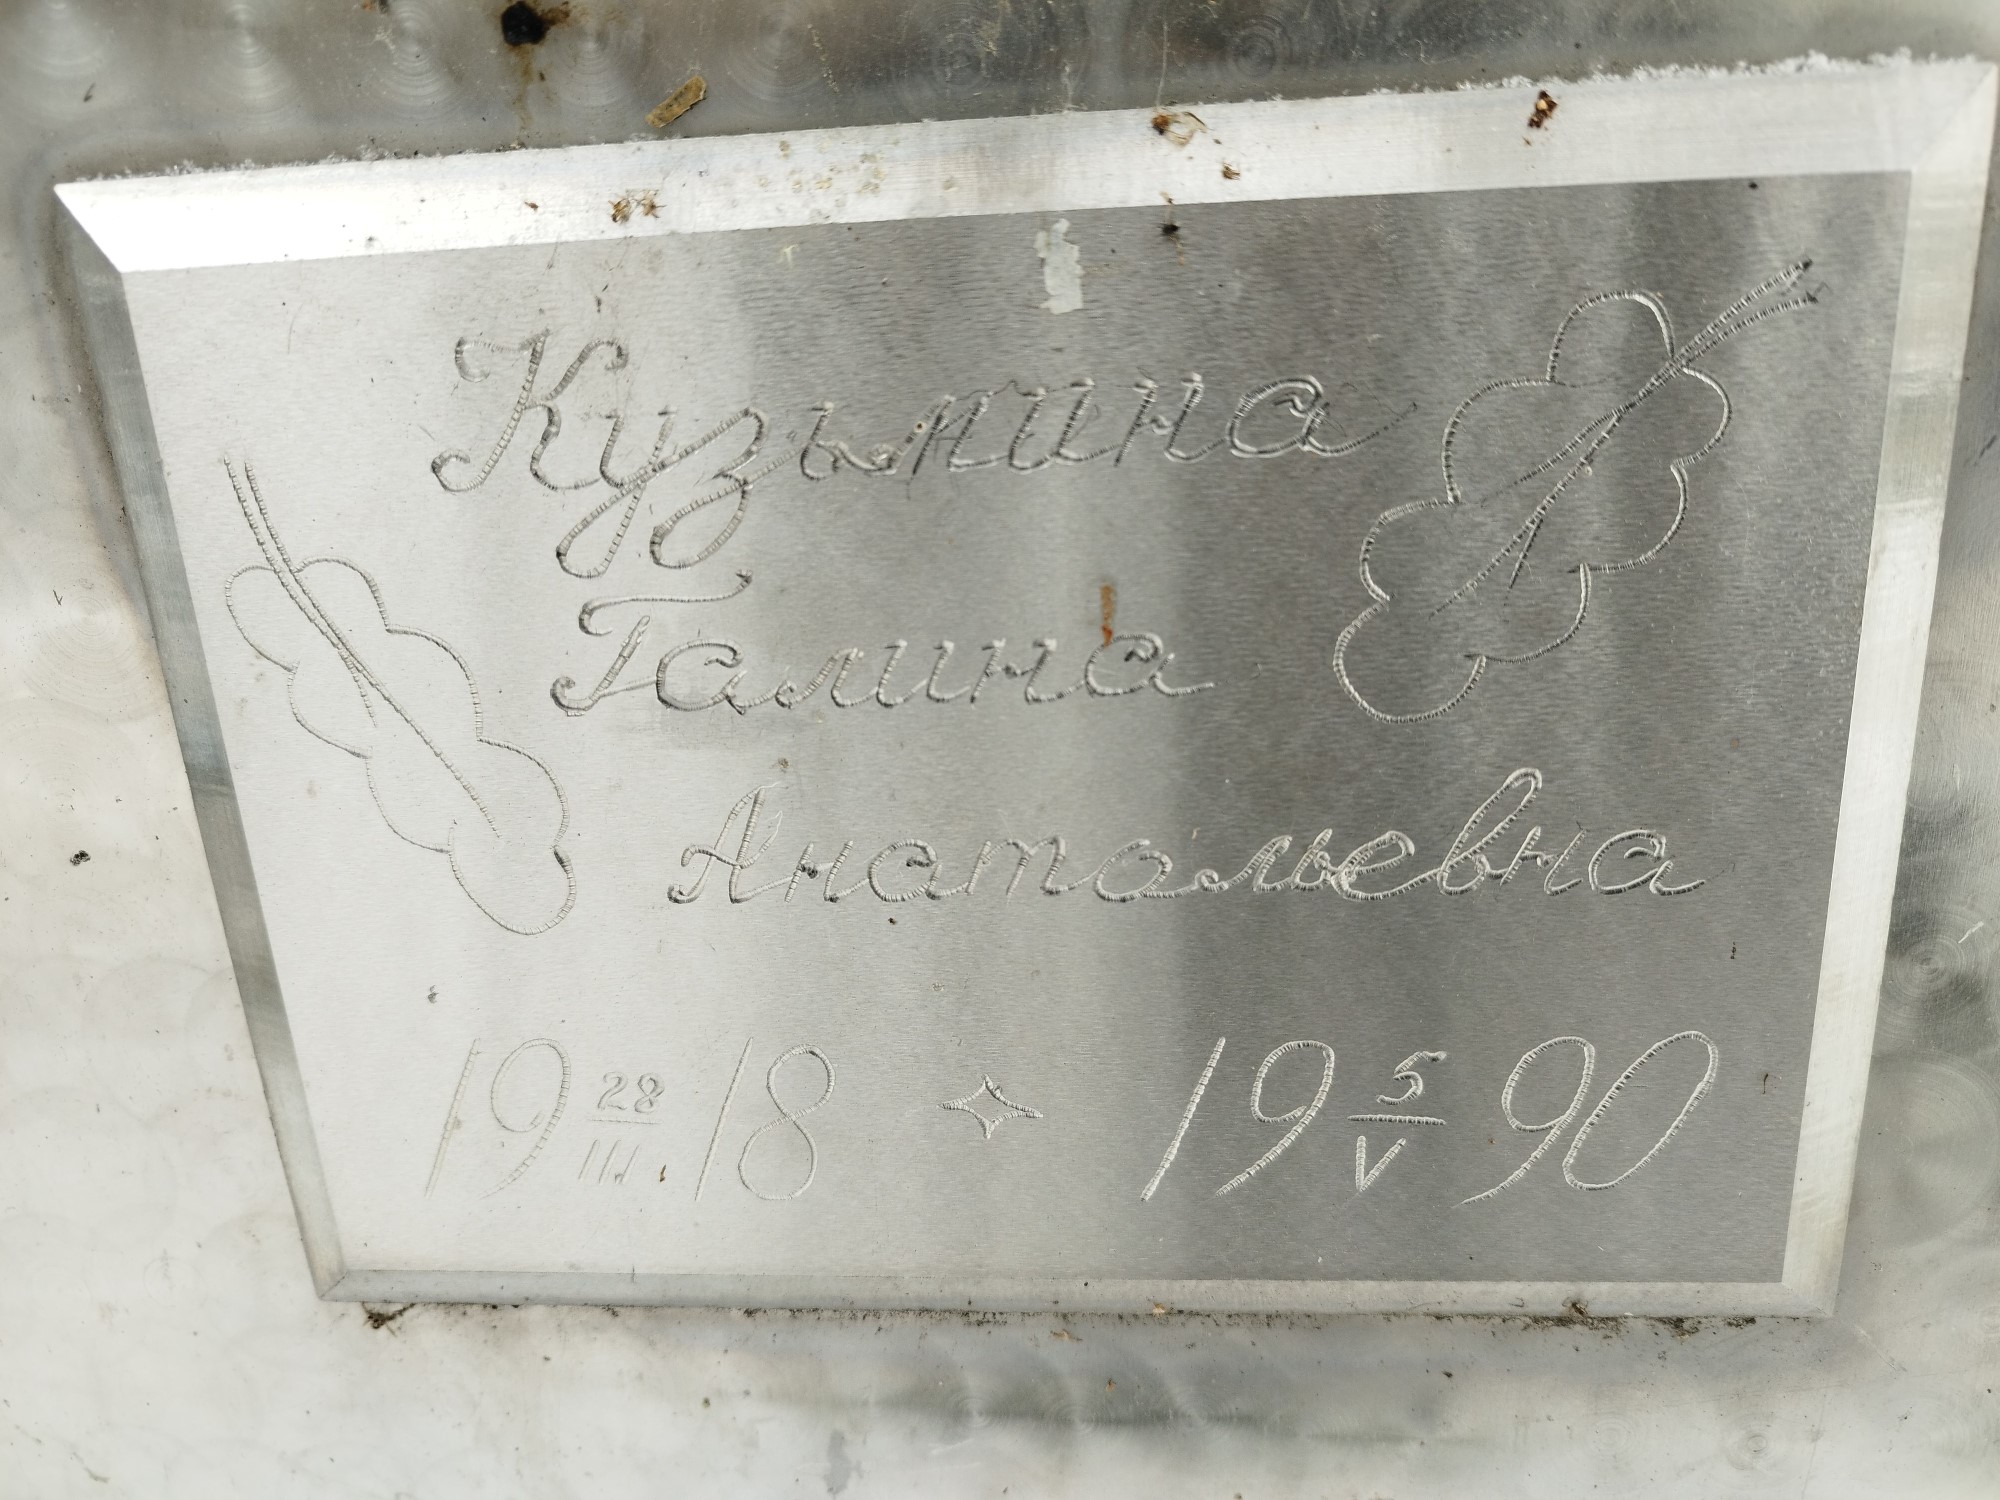 Кузьмина
Галина
Анатольевна
19 28/III 18 19 5/V 90